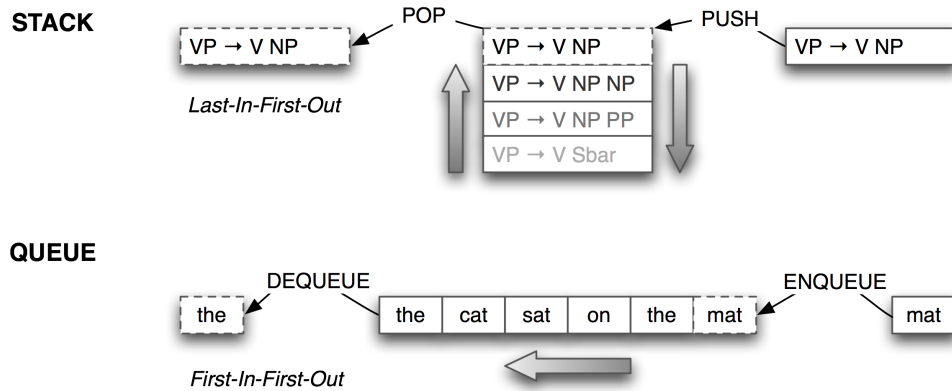 STACK
POP
PUSH
VP → V NP
VP → V NP
VP → V NP
Last-In-First-Out
VP → V NP NP
VP → V NP PP
VP → V Sbar
QUEUE
DEQUEUE
ENQUEUE
the
the cat sat on the mat
mat
First-In-First-Out